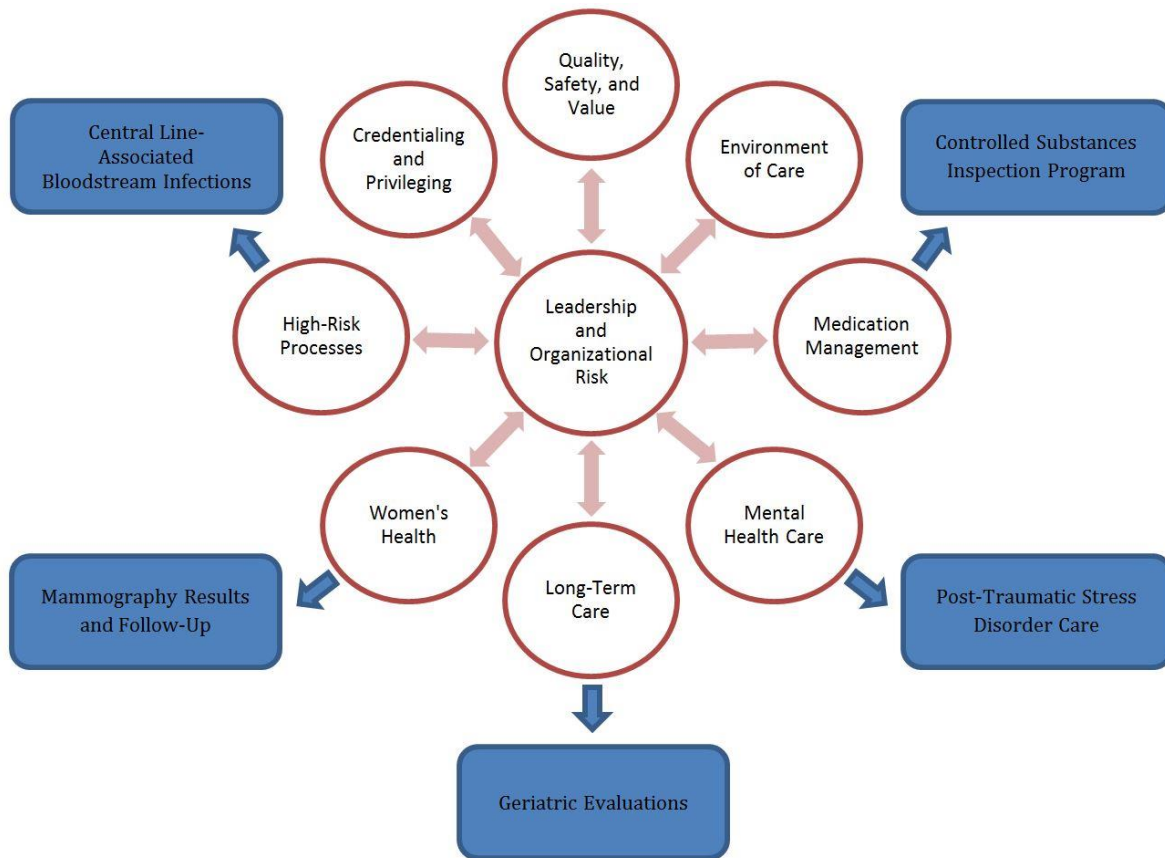 Quality,
Safety, and
Value
Central Line-
Associated
Bloodstream Infections
Credentialing
and
Privileging
Environment
of Care
Controlled Substances
Inspection Program
High-Risk
Processes
Leadership
and
Organizational
Risk
Medication
Management
Women's
Health
Mental
Health Care
Long-Term
Care
Mammography Results
and Follow-Up
Post-Traumatic Stress
Disorder Care
Geriatric Evaluations